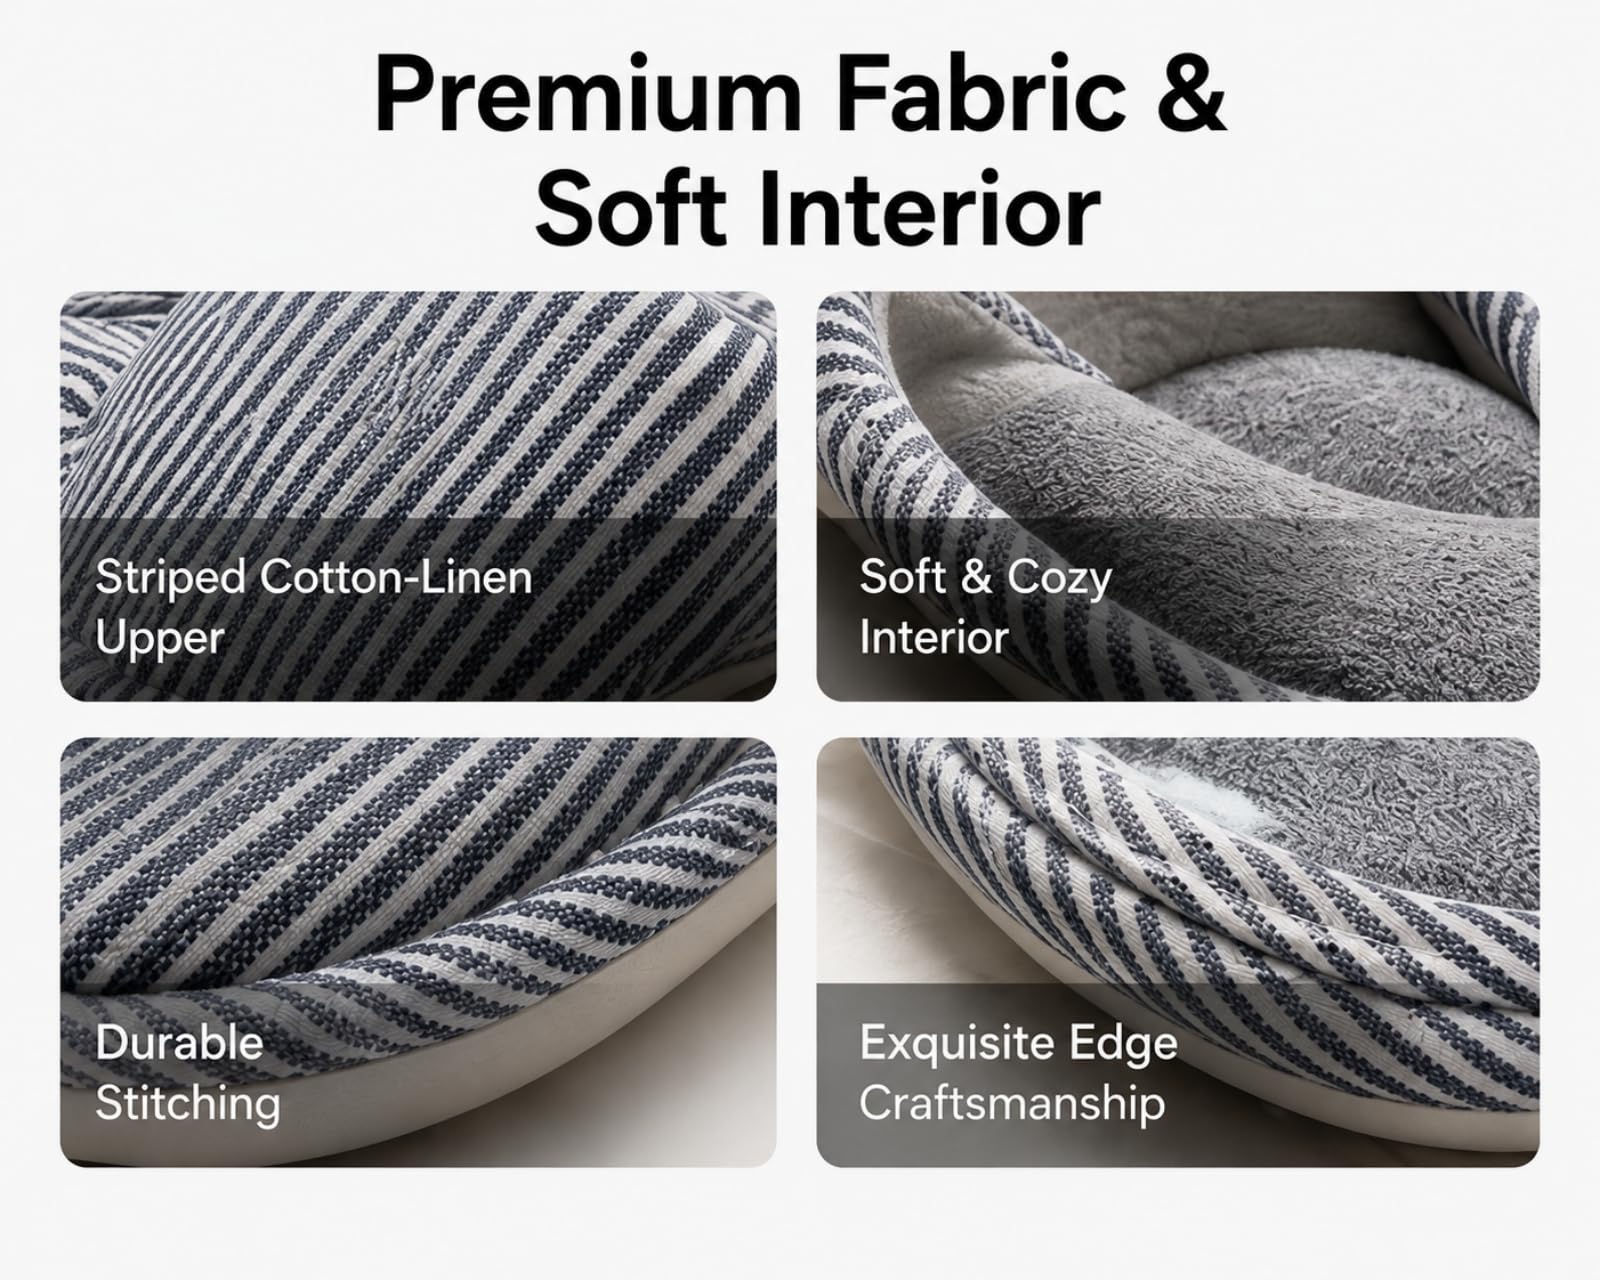 Premium Fabric &
Soft Interior
Striped Cotton-Linen
Upper
Soft & Cozy
Interior
Durable
Stitching
Exquisite Edge
Craftsmanship